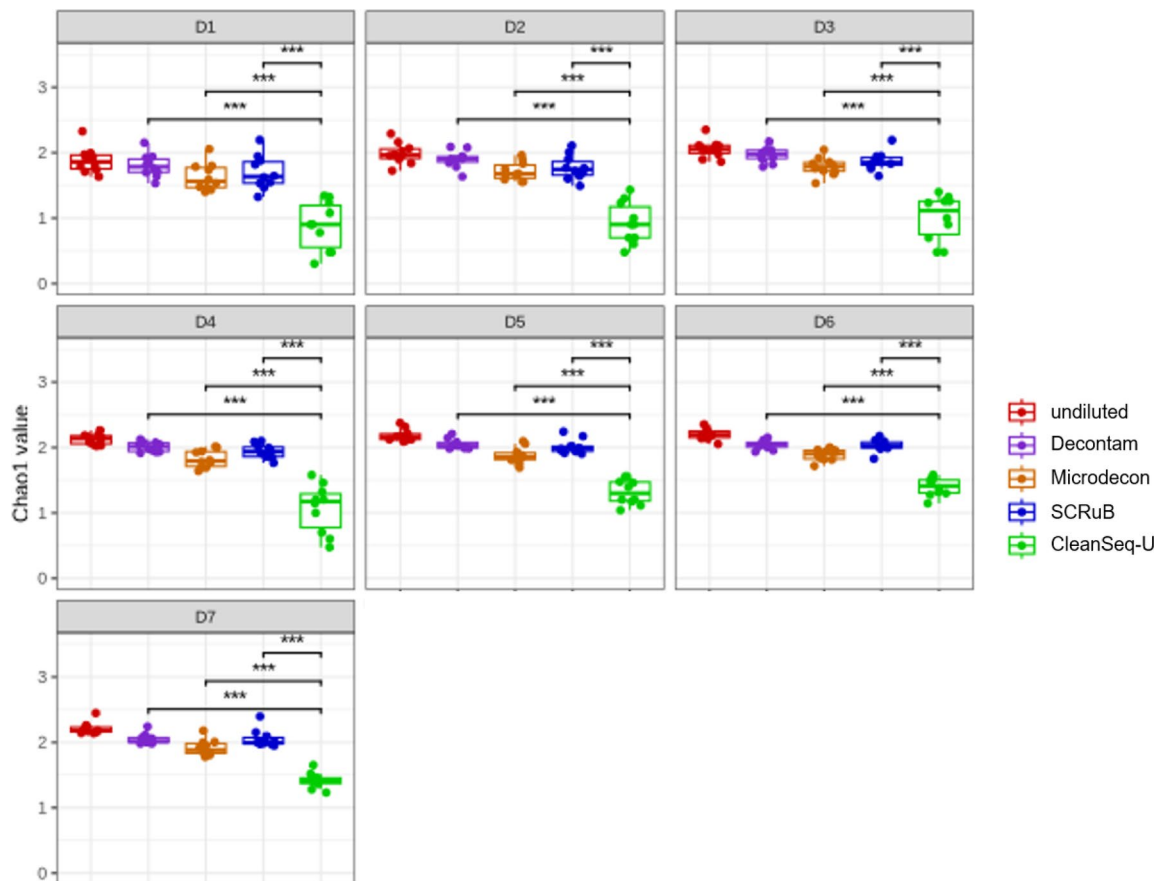 D1 D2 D3
*** *** ***
*** *** ***
*** *** ***
3
2
1
0
D4 D5 D6
*** *** ***
*** *** ***
*** *** ***
3
2
1
0
Chao1 value
undiluted
Decontam
Microdecon
SCRuB
CleanSeq-U
D7
***
***
***
3
2
1
0